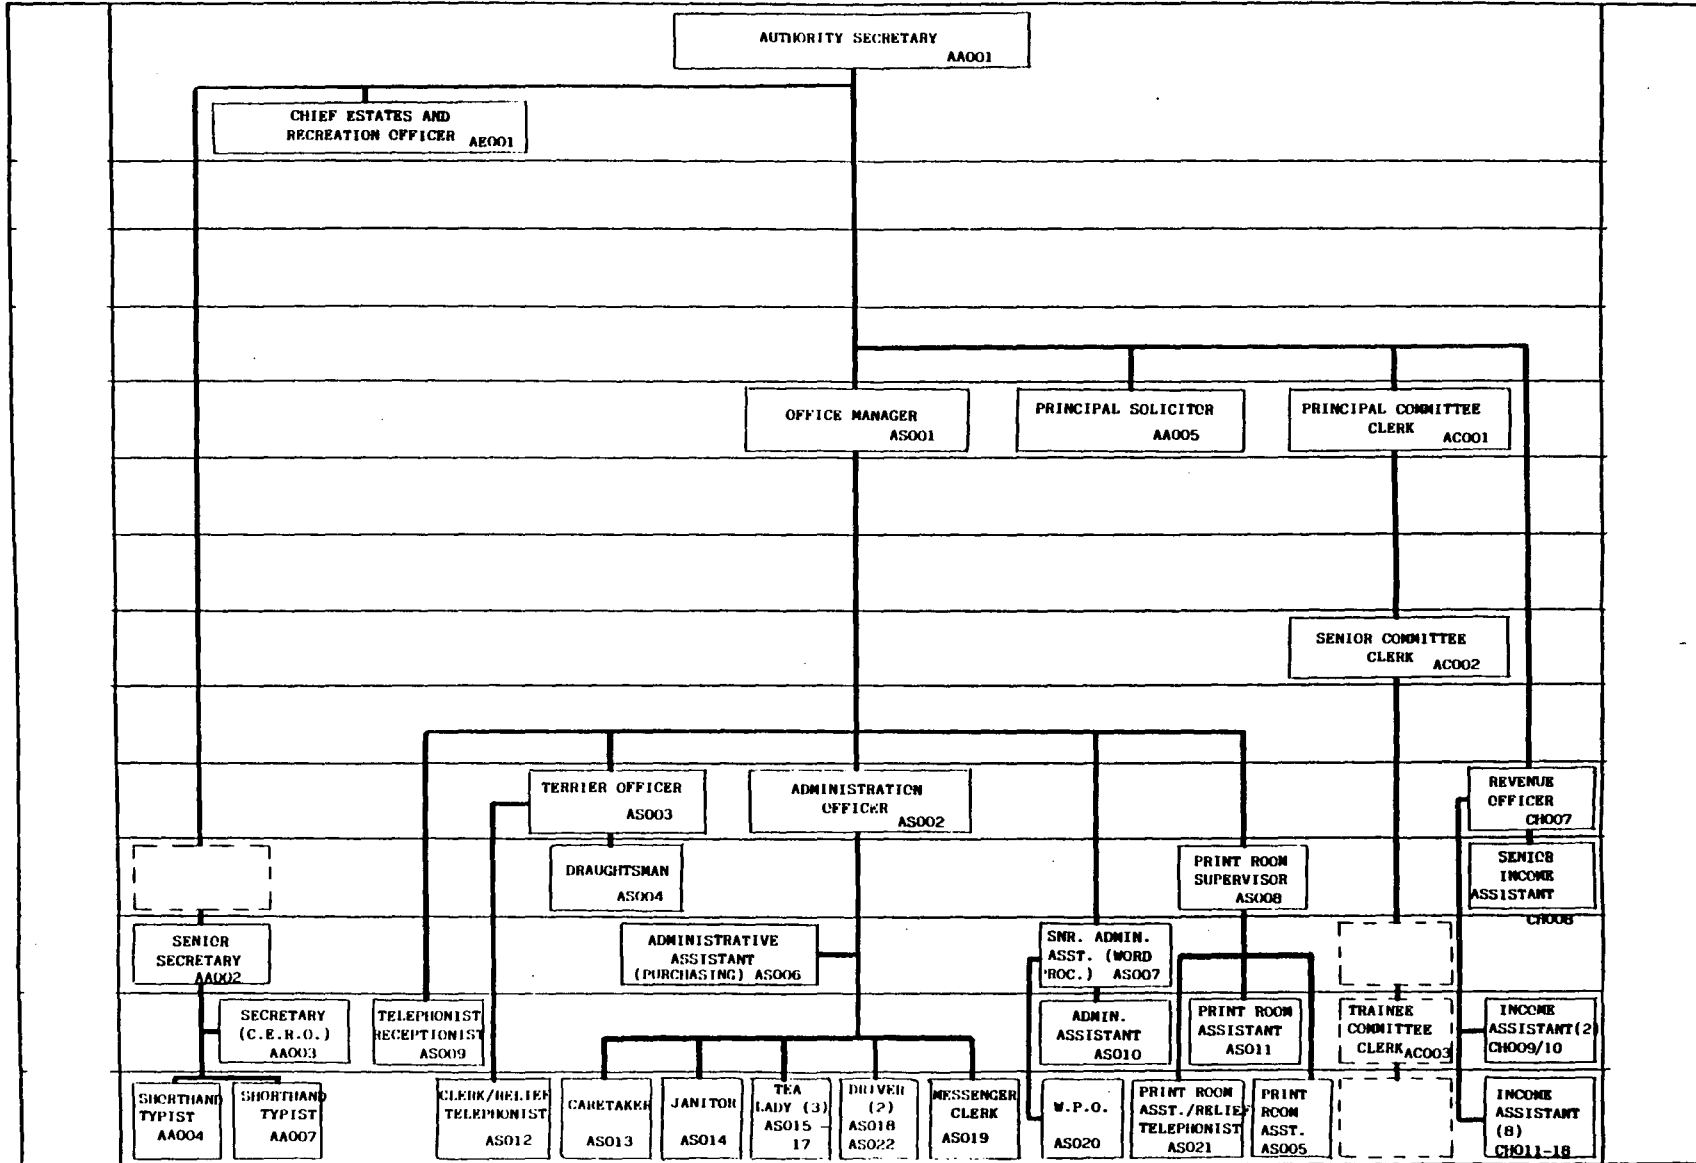 AUTHORITY SECRETARY
AA001
CHIEF ESTATES AND
RECREATION OFFICER AE001
OFFICE MANAGER
AS001
PRINCIPAL SOLICITOR
AA005
PRINCIPAL COMMITTEE
CLERK AC001
SENIOR COMMITTEE
CLERK AC002
TERRIER OFFICER
AS003
ADMINISTRATION
OFFICER
AS002
REVENUE
OFFICER
CH007
DRAUGHTSMAN
AS004
PRINT ROOM
SUPERVISOR
AS008
SENIOR
INCOME
ASSISTANT
CH008
SENIOR
SECRETARY
AA002
ADMINISTRATIVE
ASSISTANT
(PURCHASING) AS006
SNR. ADMIN.
ASST. (WORD
PROC.) AS007
SECRETARY
(C.E.R.O.)
AA003
TELEPHONIST
RECEPTIONIST
AS009
ADMIN.
ASSISTANT
AS010
PRINT ROOM
ASSISTANT
AS011
TRAINEE
COMMITTEE
CLERK AC003
INCOME
ASSISTANT(2)
CH009/10
SHORTHAND
TYPIST
AA004
SHORTHAND
TYPIST
AA007
CLERK/RELIEF
TELEPHONIST
AS012
CARETAKER
AS013
JANITOR
AS014
TEA
LADY (3)
AS015 -
17
DRIVER
(2)
AS018
AS022
MESSENGER
CLERK
AS019
W.P.O.
AS020
PRINT ROOM
ASST./RELIEF
TELEPHONIST
AS021
PRINT
ROOM
ASST.
AS005
INCOME
ASSISTANT
(8)
CH011-18